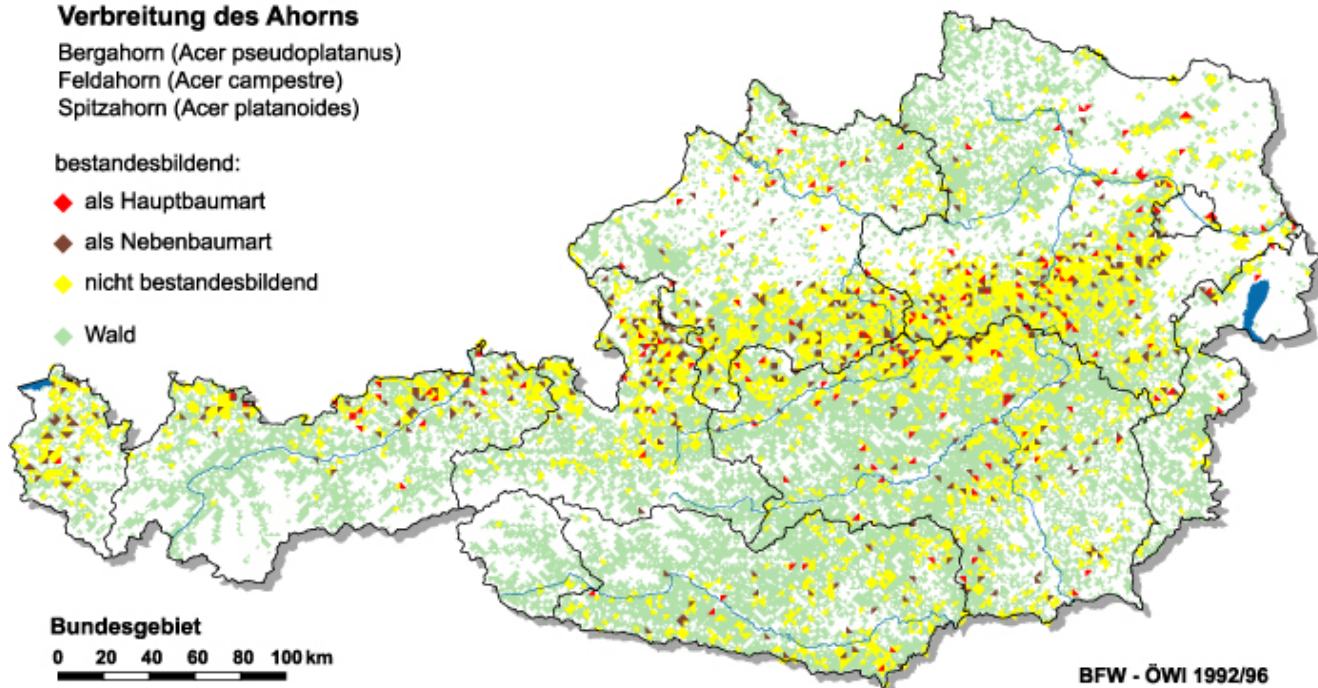 Verbreitung des Ahorns
Bergahorn (Acer pseudoplatanus)
Feldahorn (Acer campestre)
Spitzahorn (Acer platanoides)
bestandesbildend:
als Hauptbaumart
als Nebenbaumart
nicht bestandesbildend
Wald
Bundesgebiet
0 20 40 60 80 100 km
BFW - ÖWI 1992/96